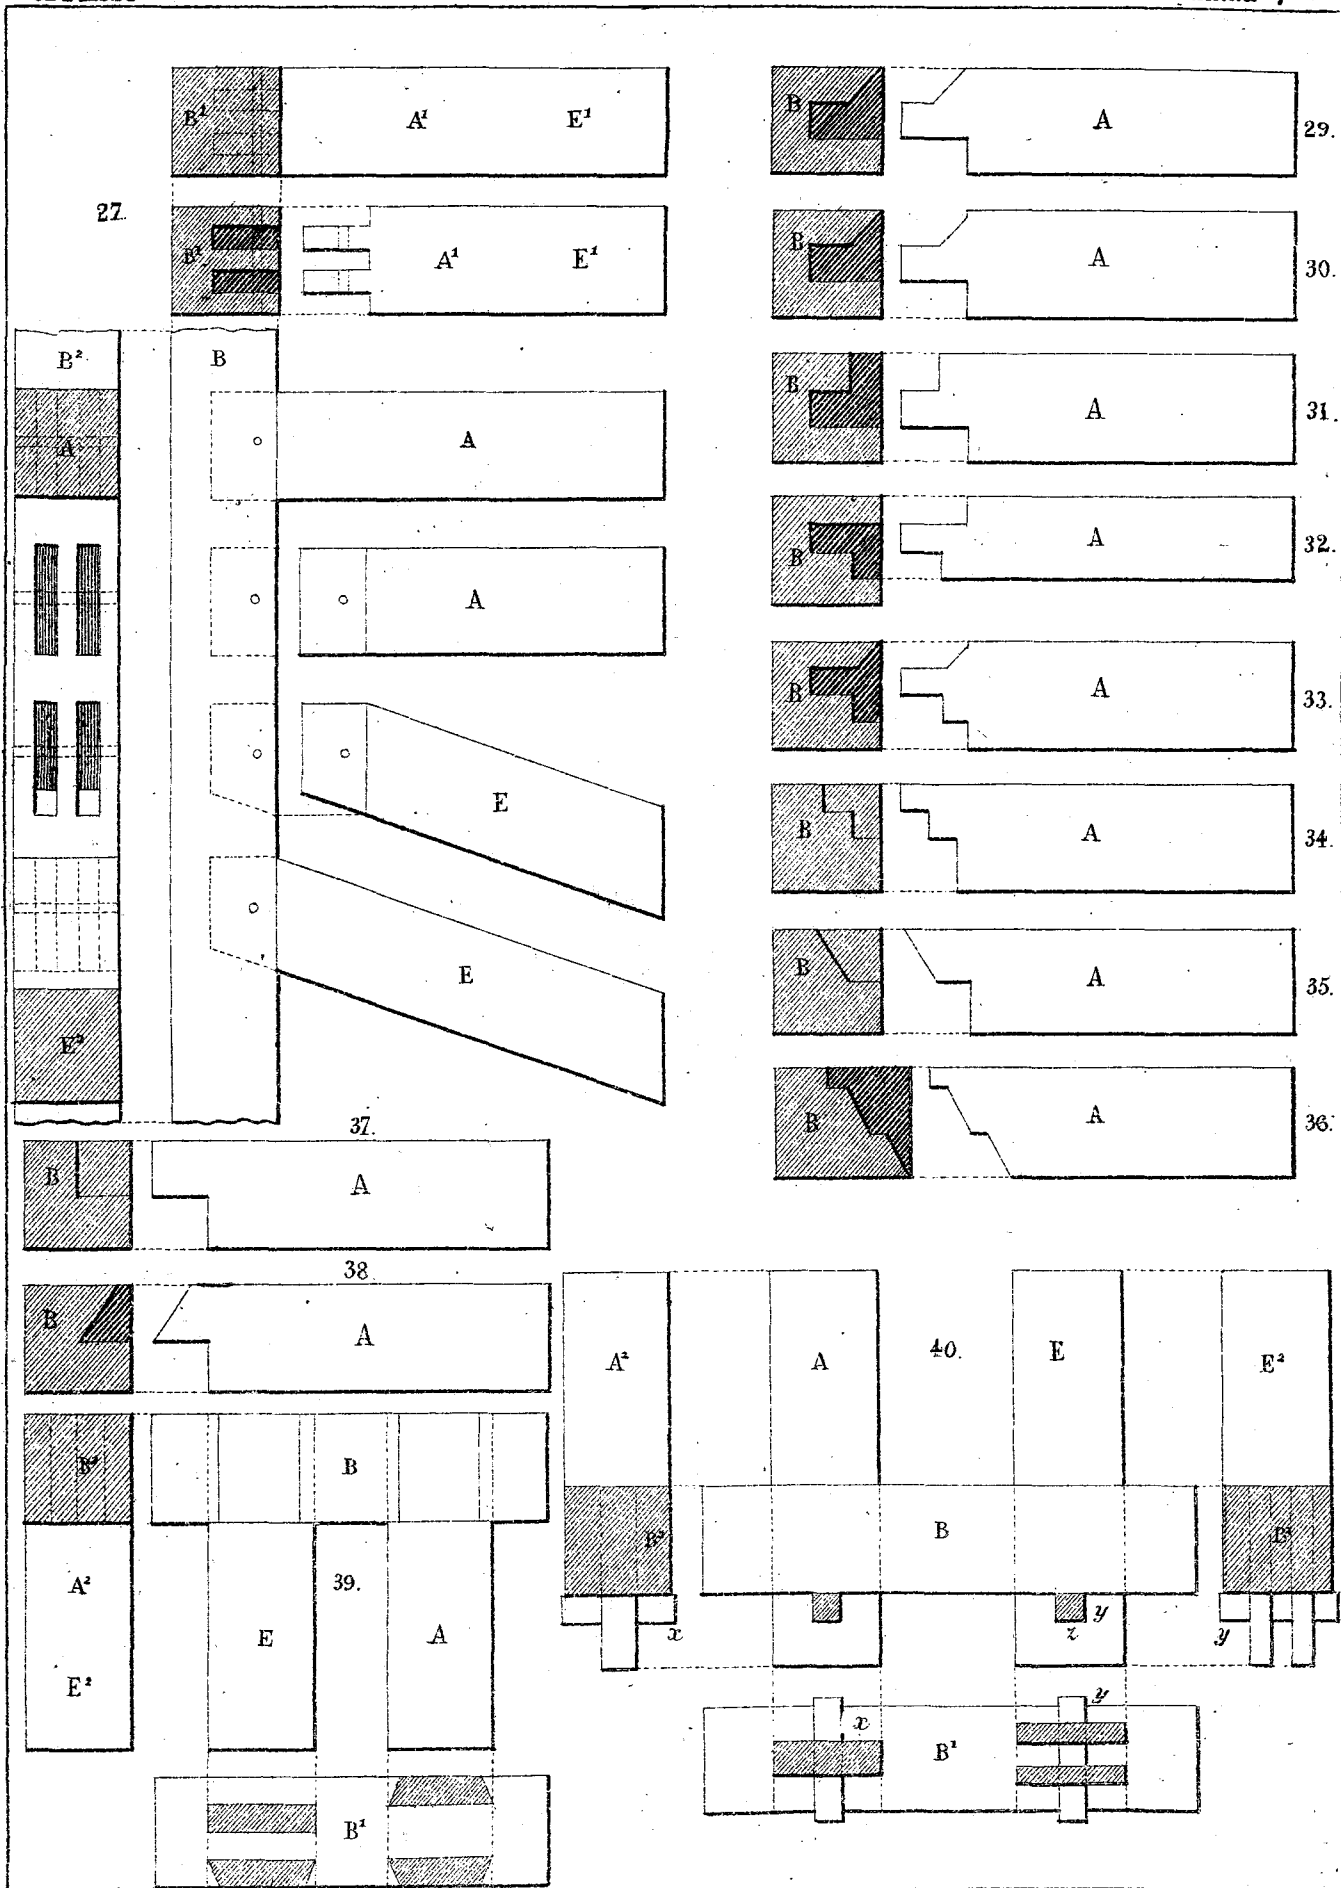 B¹ A¹ E¹
27.
B¹ A¹ E¹
B² B
A A
A
E
E
E²
B A 29.
B A 30.
B A 31.
B A 32.
B A 33.
B A 34.
B A 35.
B A 36.
37.
B A
38
B A
B² B
A² E 39. A
E²
B¹
A² A 40. E E²
B² B B²
x z y y
x y
B¹